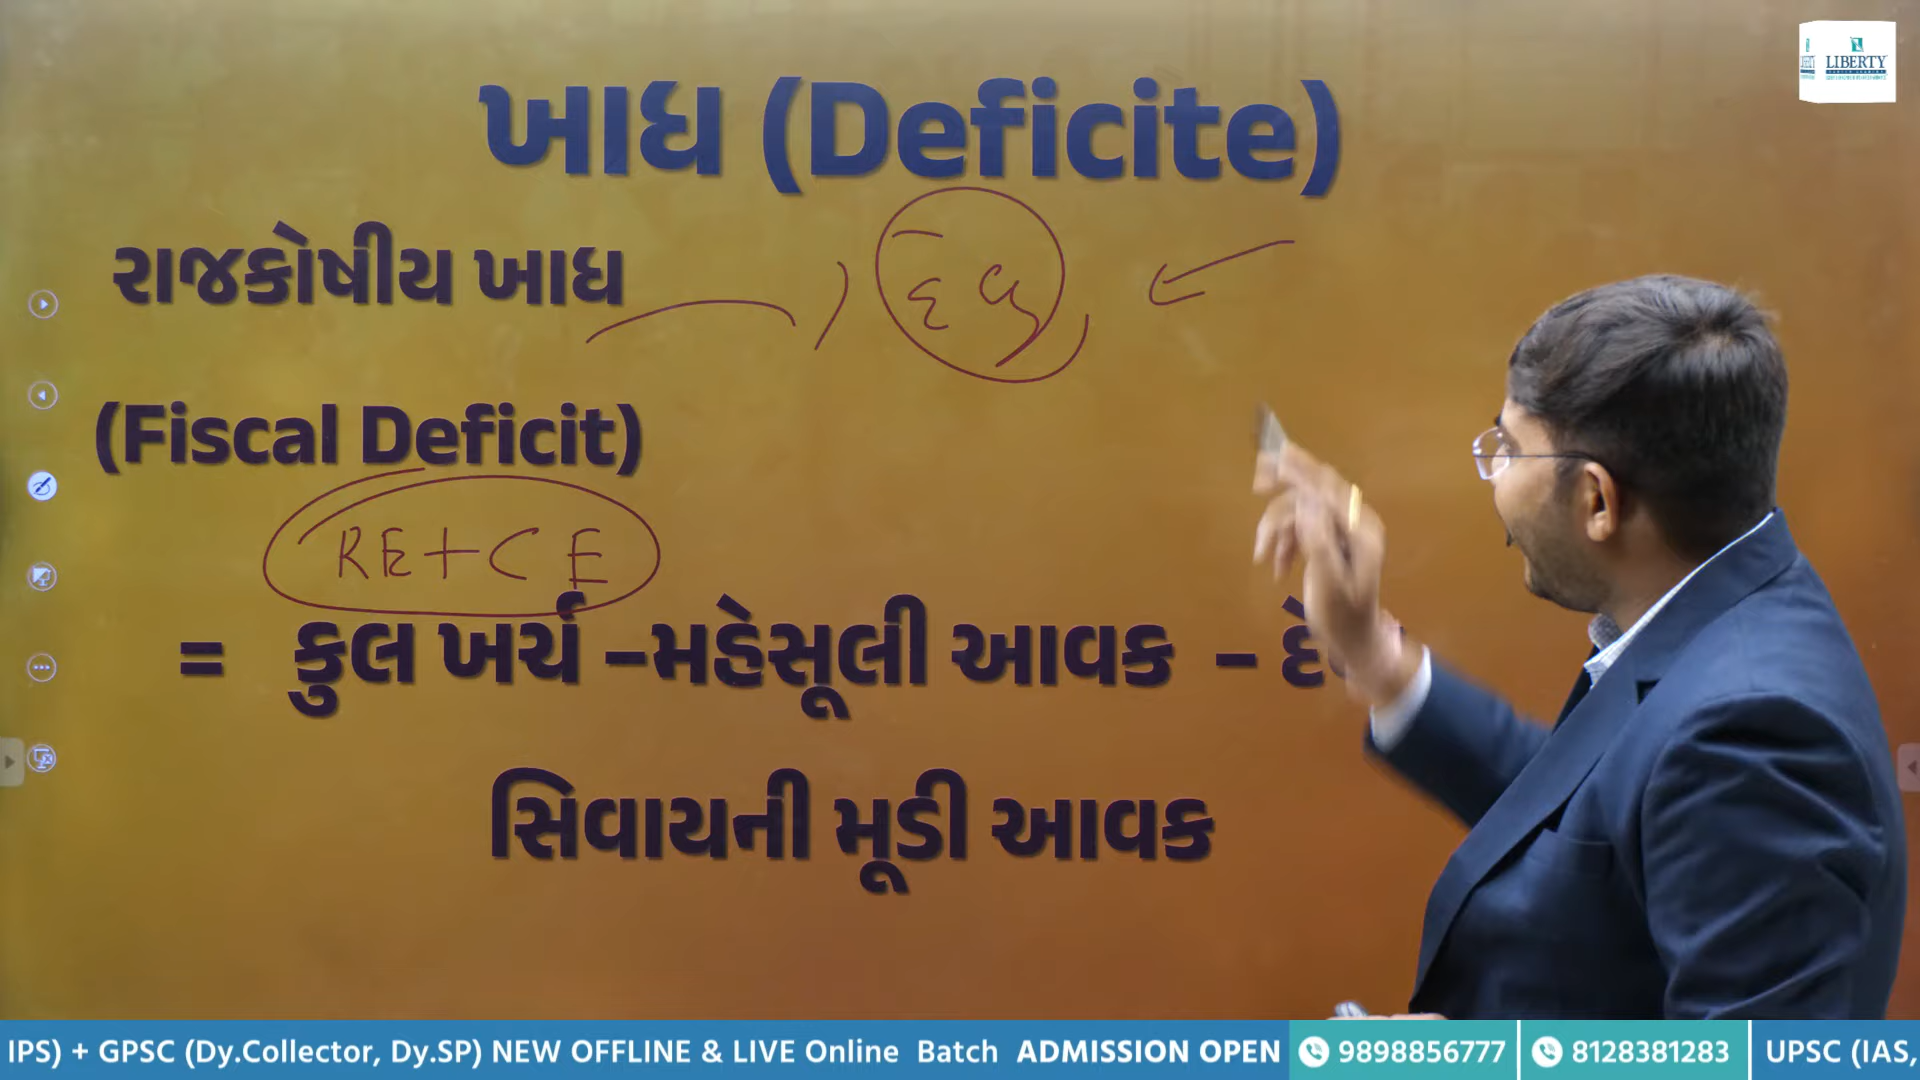 LIBERTY
ખાધ (Deficite)
રાજકોષીય ખાધ
(Fiscal Deficit)
RE+CE
= કુલ ખર્ચ –મહેસૂલી આવક –
સિવાયની મૂડી આવક
IPS) + GPSC (Dy.Collector, Dy.SP) NEW OFFLINE & LIVE Online Batch ADMISSION OPEN 9898856777 8128381283 UPSC (IAS,